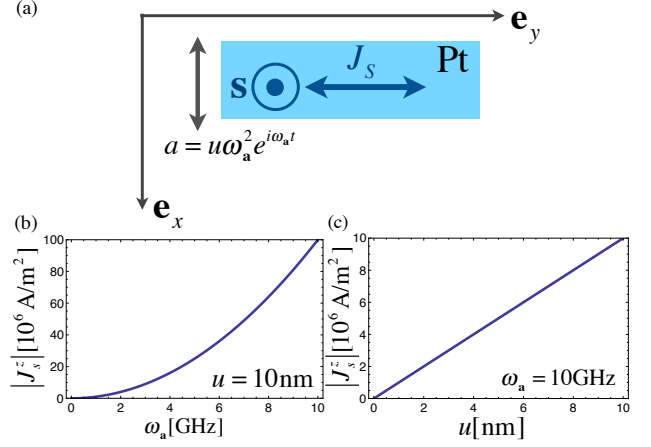 (a)
e_y
J_S
Pt
s
a = uω_a^2 e^{iω_a t}
e_x
(b)
|J_s^z| [10^6 A/m^2]
100
80
60
40
20
0
0 2 4 6 8 10
u = 10nm
ω_a[GHz]
(c)
|J_s^z| [10^6 A/m^2]
10
8
6
4
2
0
0 2 4 6 8 10
ω_a = 10GHz
u[nm]